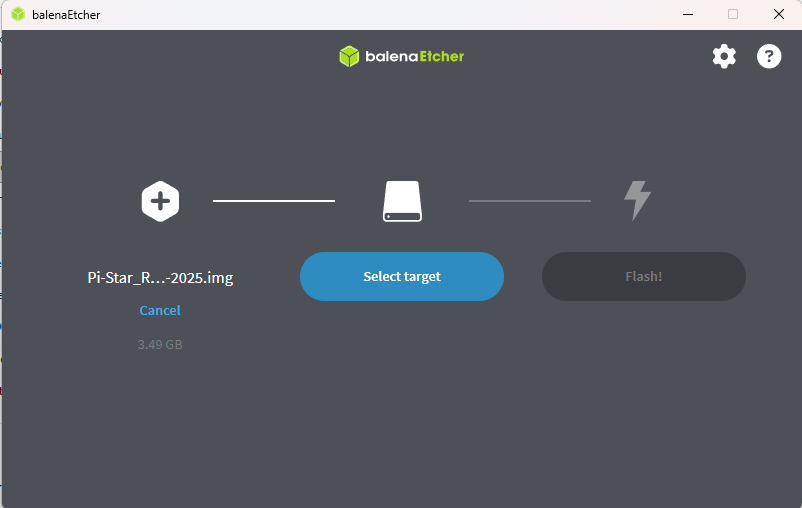 balenaEtcher
balenaEtcher
Pi-Star_R...-2025.img
Select target
Flash!
Cancel
3.49 GB